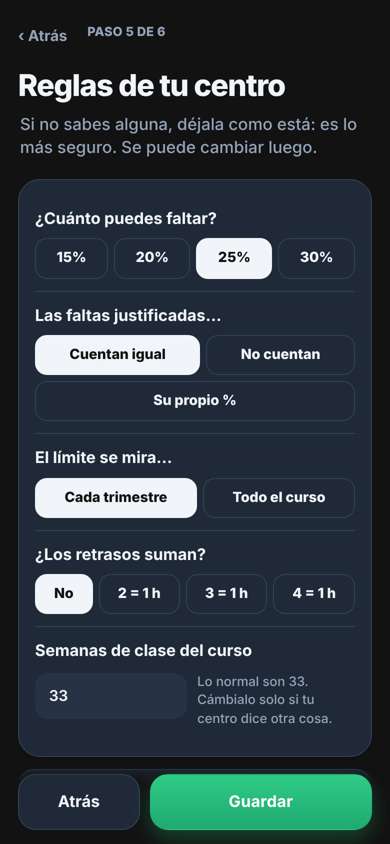 ‹ Atrás
PASO 5 DE 6
Reglas de tu centro
Si no sabes alguna, déjala como está: es lo
más seguro. Se puede cambiar luego.
¿Cuánto puedes faltar?
15%
20%
25%
30%
Las faltas justificadas…
Cuentan igual
No cuentan
Su propio %
El límite se mira…
Cada trimestre
Todo el curso
¿Los retrasos suman?
No
2 = 1 h
3 = 1 h
4 = 1 h
Semanas de clase del curso
33
Lo normal son 33.
Cámbialo solo si tu
centro dice otra cosa.
Atrás
Guardar